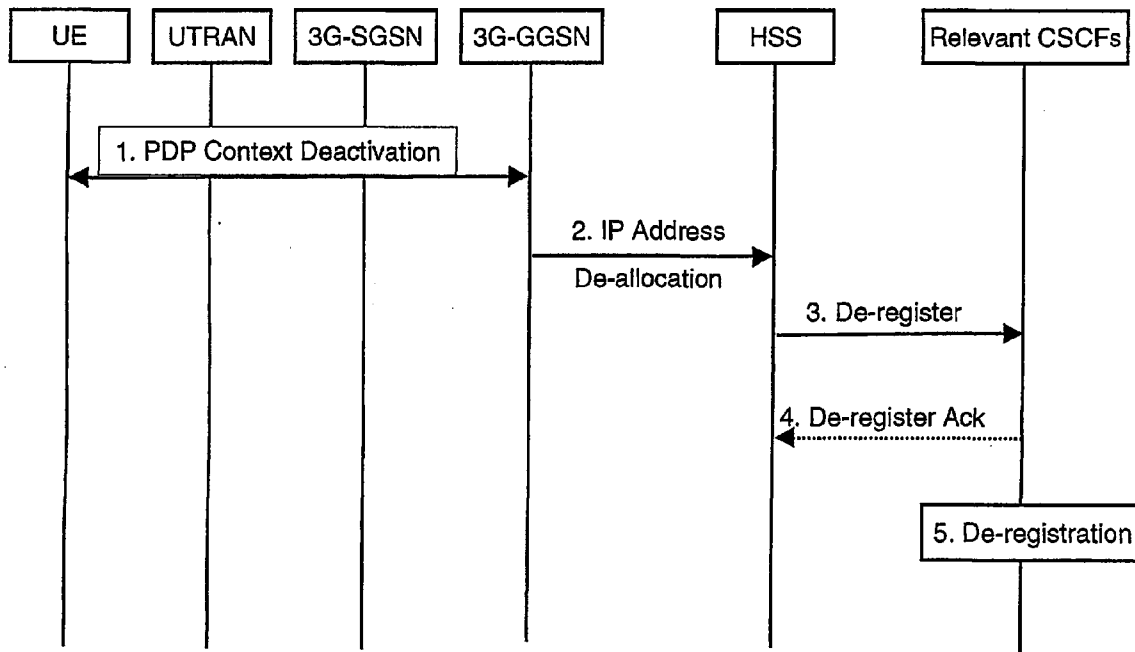 UE
UTRAN
3G-SGSN
3G-GGSN
HSS
Relevant CSCFs
1. PDP Context Deactivation
2. IP Address
De-allocation
3. De-register
4. De-register Ack
5. De-registration